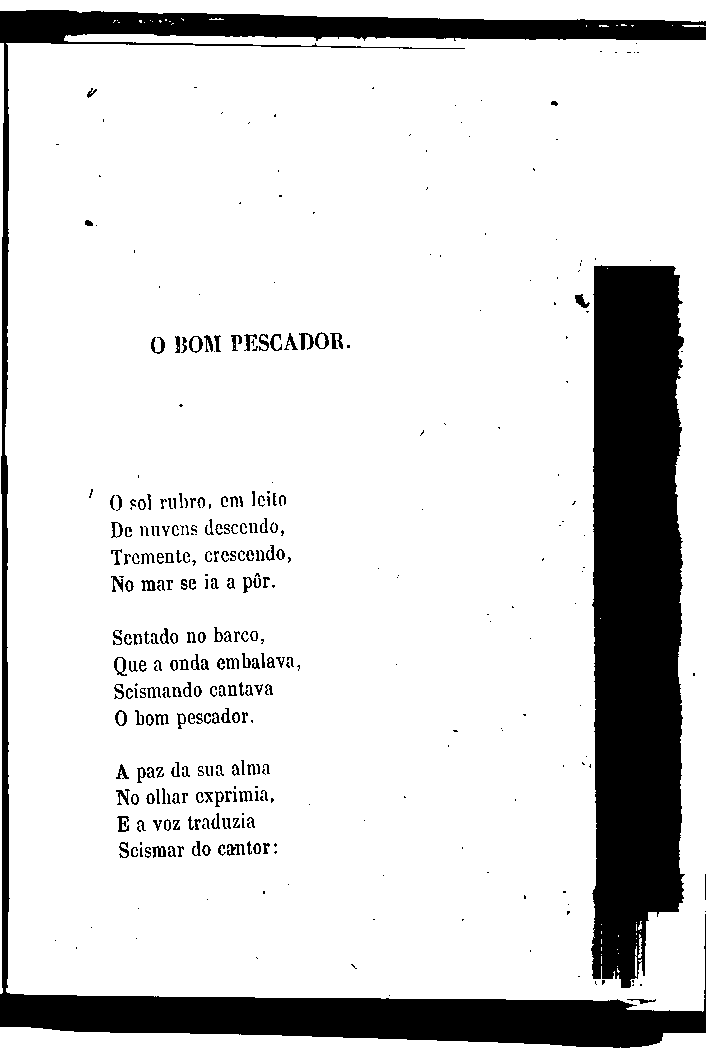 O BOM PESCADOR.
O sol rubro, em leito
De nuvens descendo,
Tremente, crescendo,
No mar se ia a pôr.
Sentado no barco,
Que a onda embalava,
Scismando cantava
O bom pescador.
A paz da sua alma
No olhar exprimia,
E a voz traduzia
Scismar do cantor: